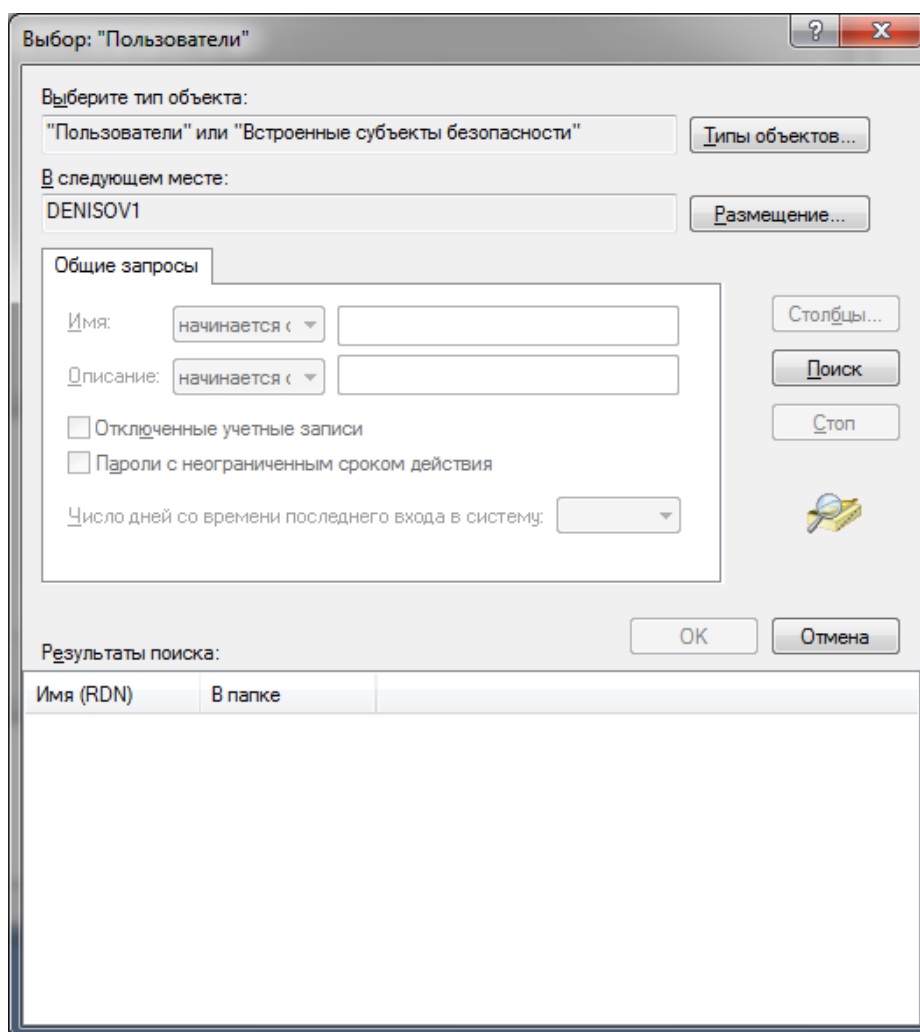 Выбор: "Пользователи"
Выберите тип объекта:
"Пользователи" или "Встроенные субъекты безопасности"
Типы объектов...
В следующем месте:
DENISOV1
Размещение...
Общие запросы
Имя:
начинается с
Столбцы...
Описание:
начинается с
Поиск
Отключенные учетные записи
Стоп
Пароли с неограниченным сроком действия
Число дней со времени последнего входа в систему:
OK
Отмена
Результаты поиска:
Имя (RDN)
В папке